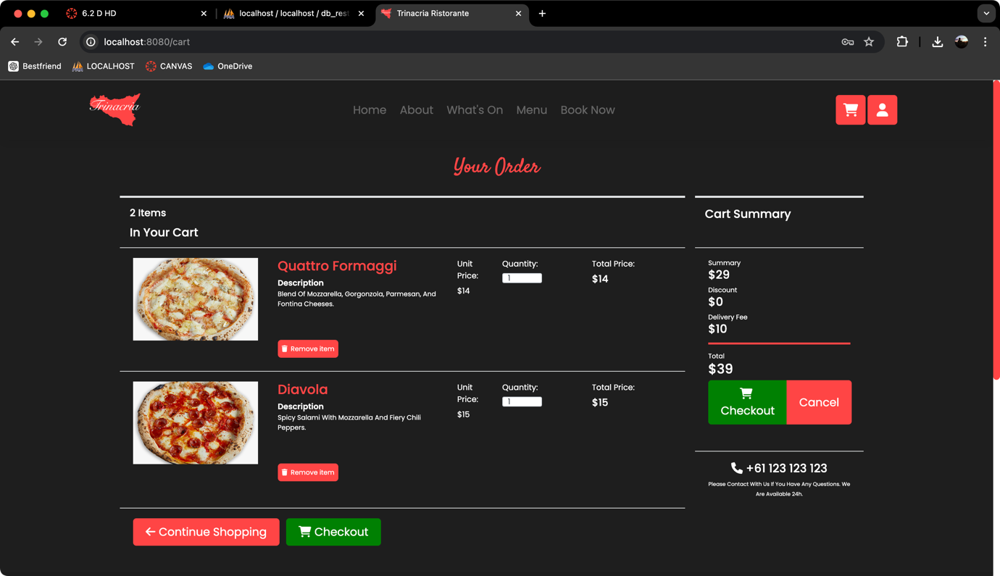 6.2 D HD
localhost / localhost / db_rest
Trinacria Ristorante
localhost:8080/cart
Bestfriend
LOCALHOST
CANVAS
OneDrive
Trinacria
Home
About
What's On
Menu
Book Now
Your Order
2 Items
In Your Cart
Quattro Formaggi
Description
Blend Of Mozzarella, Gorgonzola, Parmesan, And
Fontina Cheeses.
Remove item
Unit
Price:
$14
Quantity:
1
Total Price:
$14
Diavola
Description
Spicy Salami With Mozzarella And Fiery Chili
Peppers.
Remove item
Unit
Price:
$15
Quantity:
1
Total Price:
$15
Continue Shopping
Checkout
Cart Summary
Summary
$29
Discount
$0
Delivery Fee
$10
Total
$39
Checkout
Cancel
+61 123 123 123
Please Contact With Us If You Have Any Questions. We
Are Available 24h.